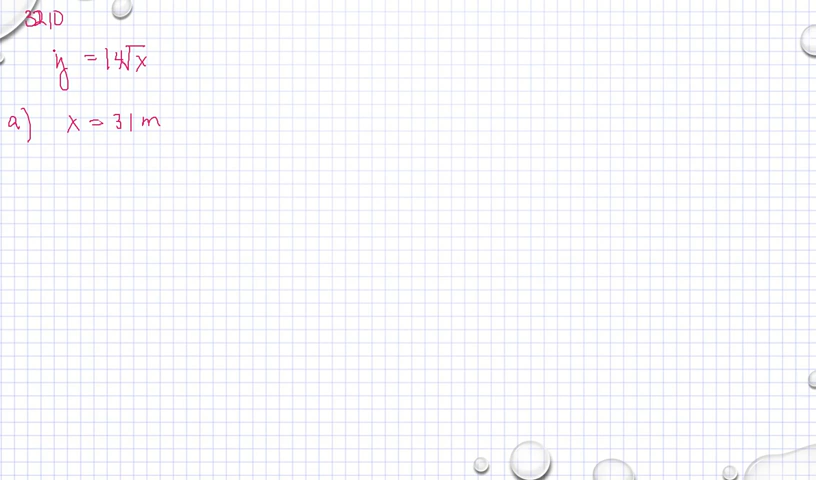 3210
y = 14√x
a) x = 31 m